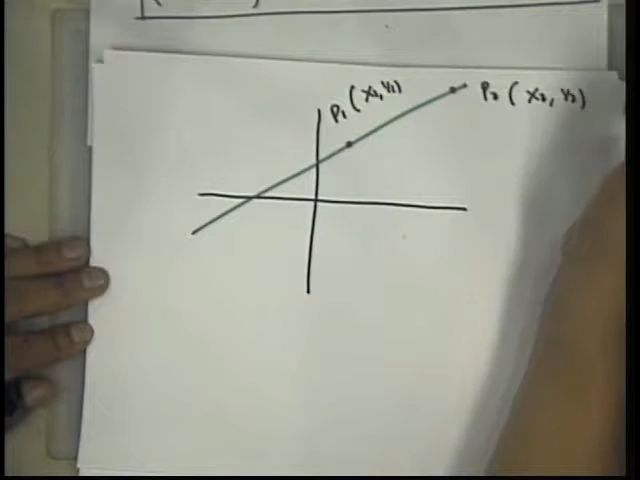 P₁ (X₁,Y₁)
P₂ (X₂, Y₂)